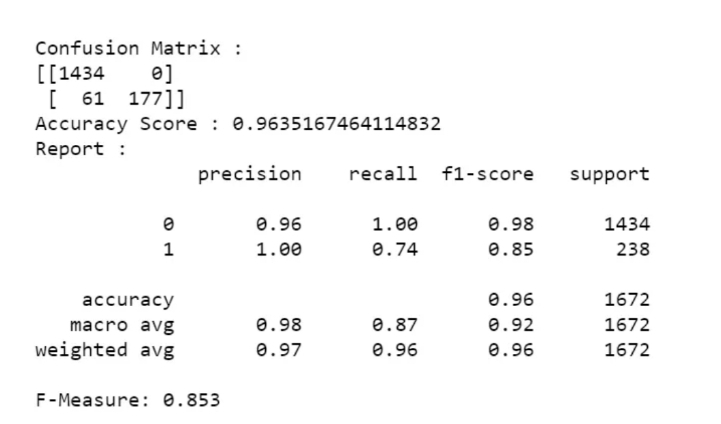 Confusion Matrix :
[[1434    0]
 [  61  177]]
Accuracy Score : 0.9635167464114832
Report :
              precision    recall  f1-score   support

           0       0.96      1.00      0.98      1434
           1       1.00      0.74      0.85       238

    accuracy                           0.96      1672
   macro avg       0.98      0.87      0.92      1672
weighted avg       0.97      0.96      0.96      1672

F-Measure: 0.853